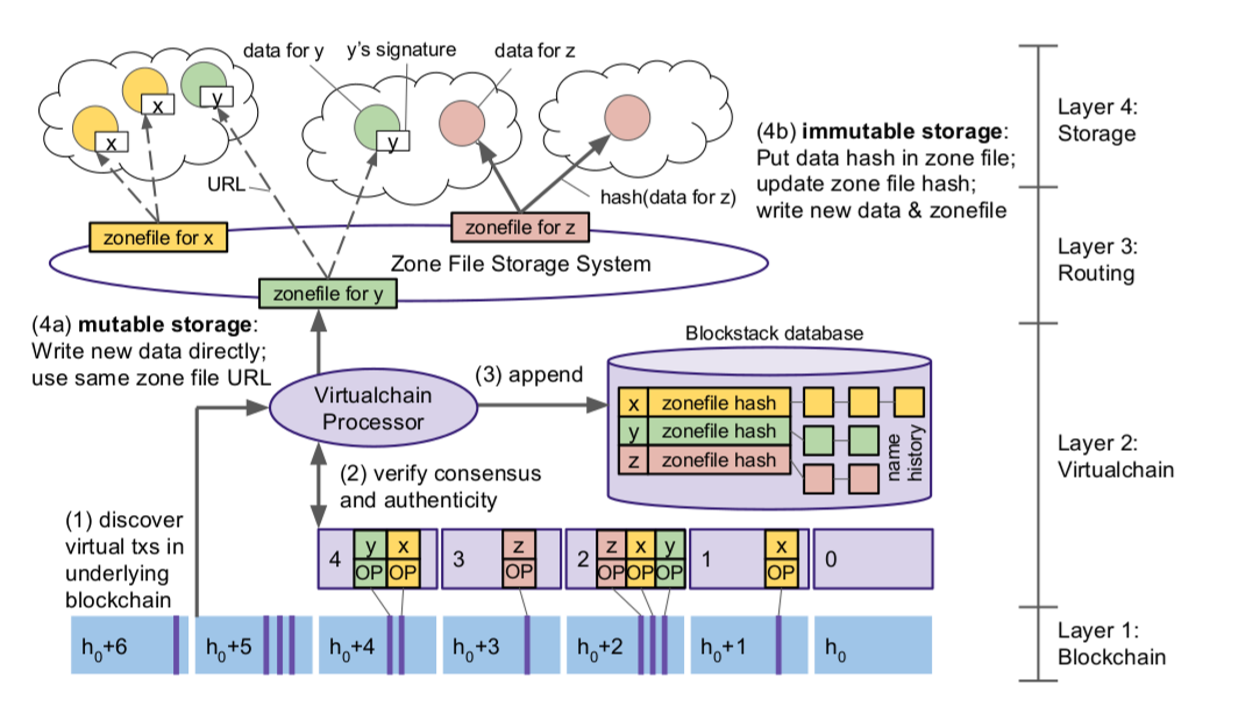 data for y
y's signature
data for z
x
x
y
y
URL
hash(data for z)
(4b) immutable storage:
Put data hash in zone file;
update zone file hash;
write new data & zonefile
Layer 4:
Storage
zonefile for x
zonefile for z
Zone File Storage System
zonefile for y
Layer 3:
Routing
(4a) mutable storage:
Write new data directly;
use same zone file URL
Virtualchain
Processor
(3) append
Blockstack database
x zonefile hash
y zonefile hash
z zonefile hash
name
history
(2) verify consensus
and authenticity
Layer 2:
Virtualchain
(1) discover
virtual txs in
underlying
blockchain
4 y x
OP OP
3 z
OP
2 z x y
OP OP OP
1 x
OP
0
h0+6
h0+5
h0+4
h0+3
h0+2
h0+1
h0
Layer 1:
Blockchain